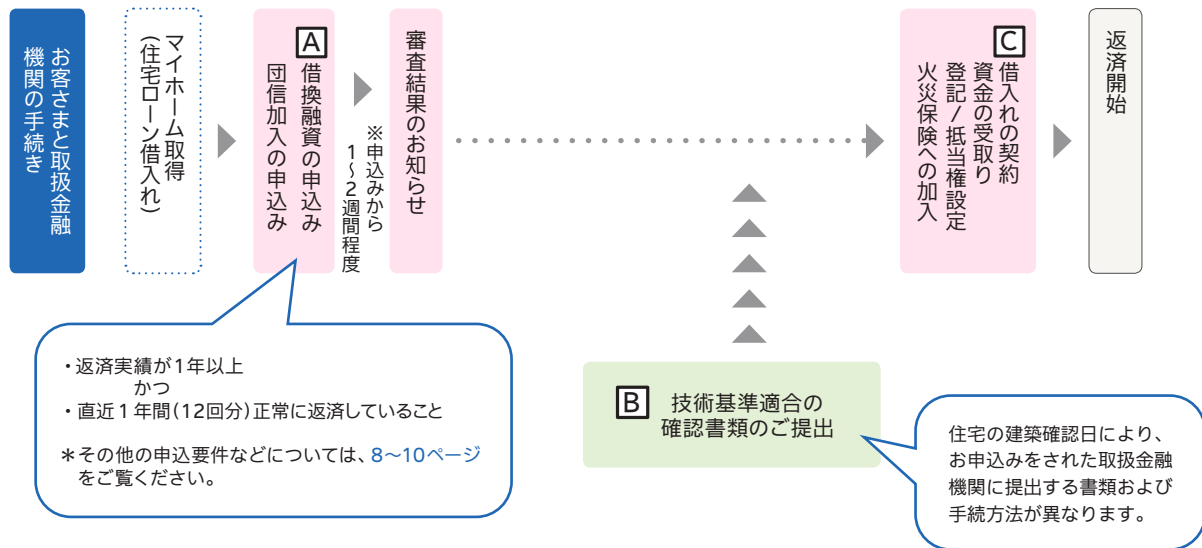 お客さまと取扱金融
機関の手続き
マイホーム取得
(住宅ローン借入れ)
A
借換融資の申込み
団信加入の申込み
※申込みから
1～2週間程度
審査結果のお知らせ
C
借入れの契約
資金の受取り
登記/抵当権設定
火災保険への加入
返済開始
・返済実績が1年以上
かつ
・直近1年間(12回分)正常に返済していること
＊その他の申込要件などについては、8～10ページ
をご覧ください。
B 技術基準適合の
確認書類のご提出
住宅の建築確認日により、
お申込みをされた取扱金融
機関に提出する書類および
手続方法が異なります。